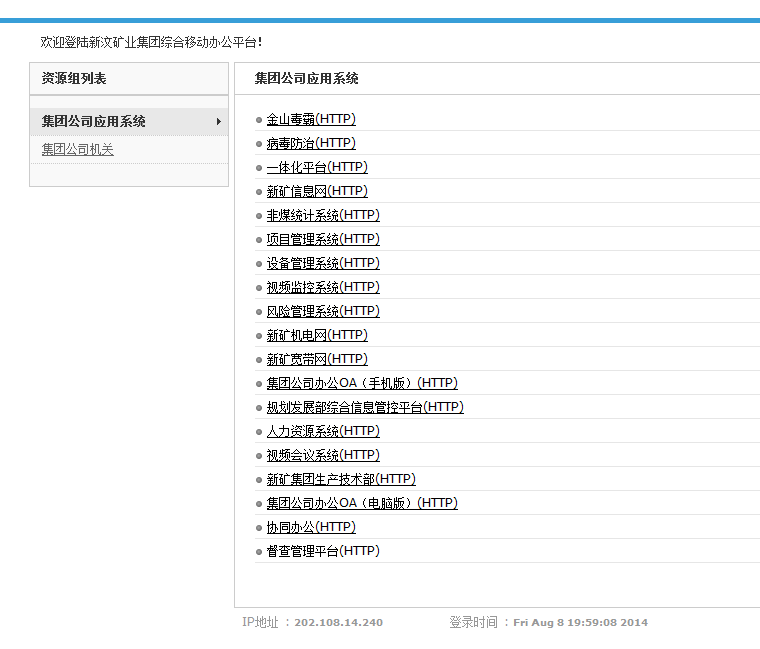 欢迎登陆新汶矿业集团综合移动办公平台!
资源组列表
集团公司应用系统
集团公司机关
集团公司应用系统
金山毒霸(HTTP)
病毒防治(HTTP)
一体化平台(HTTP)
新矿信息网(HTTP)
非煤统计系统(HTTP)
项目管理系统(HTTP)
设备管理系统(HTTP)
视频监控系统(HTTP)
风险管理系统(HTTP)
新矿机电网(HTTP)
新矿宽带网(HTTP)
集团公司办公OA（手机版）(HTTP)
规划发展部综合信息管控平台(HTTP)
人力资源系统(HTTP)
视频会议系统(HTTP)
新矿集团生产技术部(HTTP)
集团公司办公OA（电脑版）(HTTP)
协同办公(HTTP)
督查管理平台(HTTP)
IP地址 ：202.108.14.240 登录时间 ：Fri Aug 8 19:59:08 2014